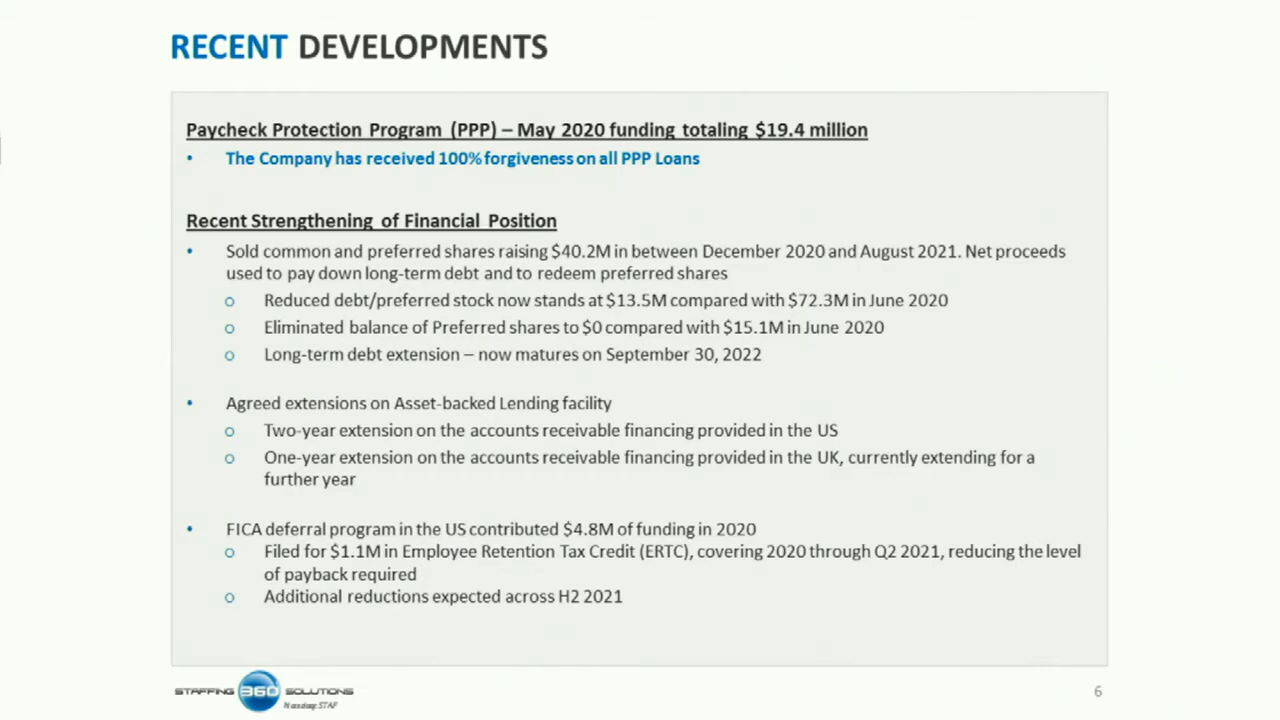 RECENT DEVELOPMENTS
Paycheck Protection Program (PPP) – May 2020 funding totaling $19.4 million
• The Company has received 100% forgiveness on all PPP Loans
Recent Strengthening of Financial Position
• Sold common and preferred shares raising $40.2M in between December 2020 and August 2021. Net proceeds
used to pay down long-term debt and to redeem preferred shares
o Reduced debt/preferred stock now stands at $13.5M compared with $72.3M in June 2020
o Eliminated balance of Preferred shares to $0 compared with $15.1M in June 2020
o Long-term debt extension – now matures on September 30, 2022
• Agreed extensions on Asset-backed Lending facility
o Two-year extension on the accounts receivable financing provided in the US
o One-year extension on the accounts receivable financing provided in the UK, currently extending for a
further year
• FICA deferral program in the US contributed $4.8M of funding in 2020
o Filed for $1.1M in Employee Retention Tax Credit (ERTC), covering 2020 through Q2 2021, reducing the level
of payback required
o Additional reductions expected across H2 2021
STAFFING 360 SOLUTIONS
Nasdaq: STAF
6